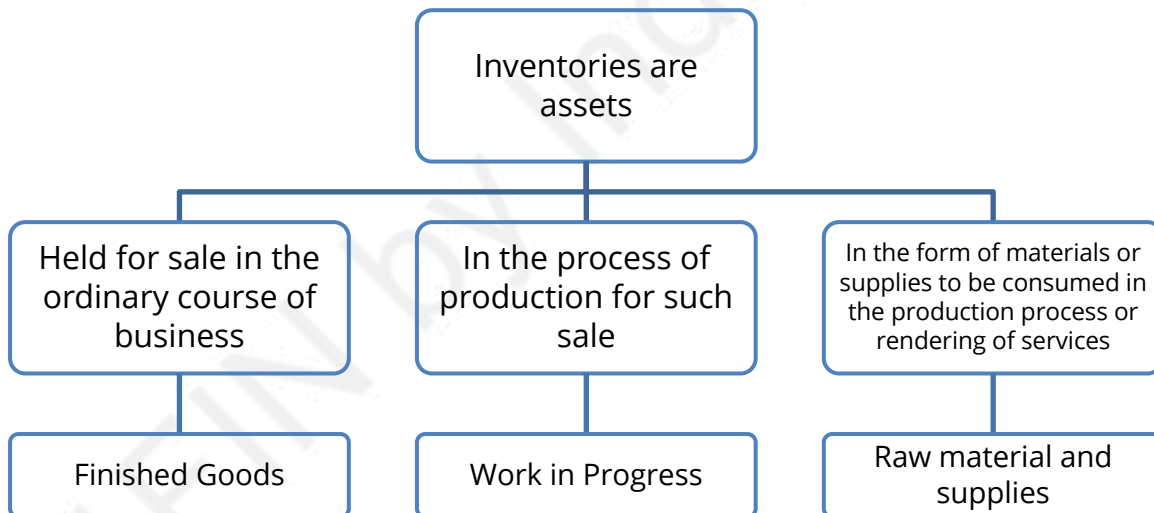 Inventories are
assets
Held for sale in the
ordinary course of
business
In the process of
production for such
sale
In the form of materials or
supplies to be consumed in
the production process or
rendering of services
Finished Goods
Work in Progress
Raw material and
supplies